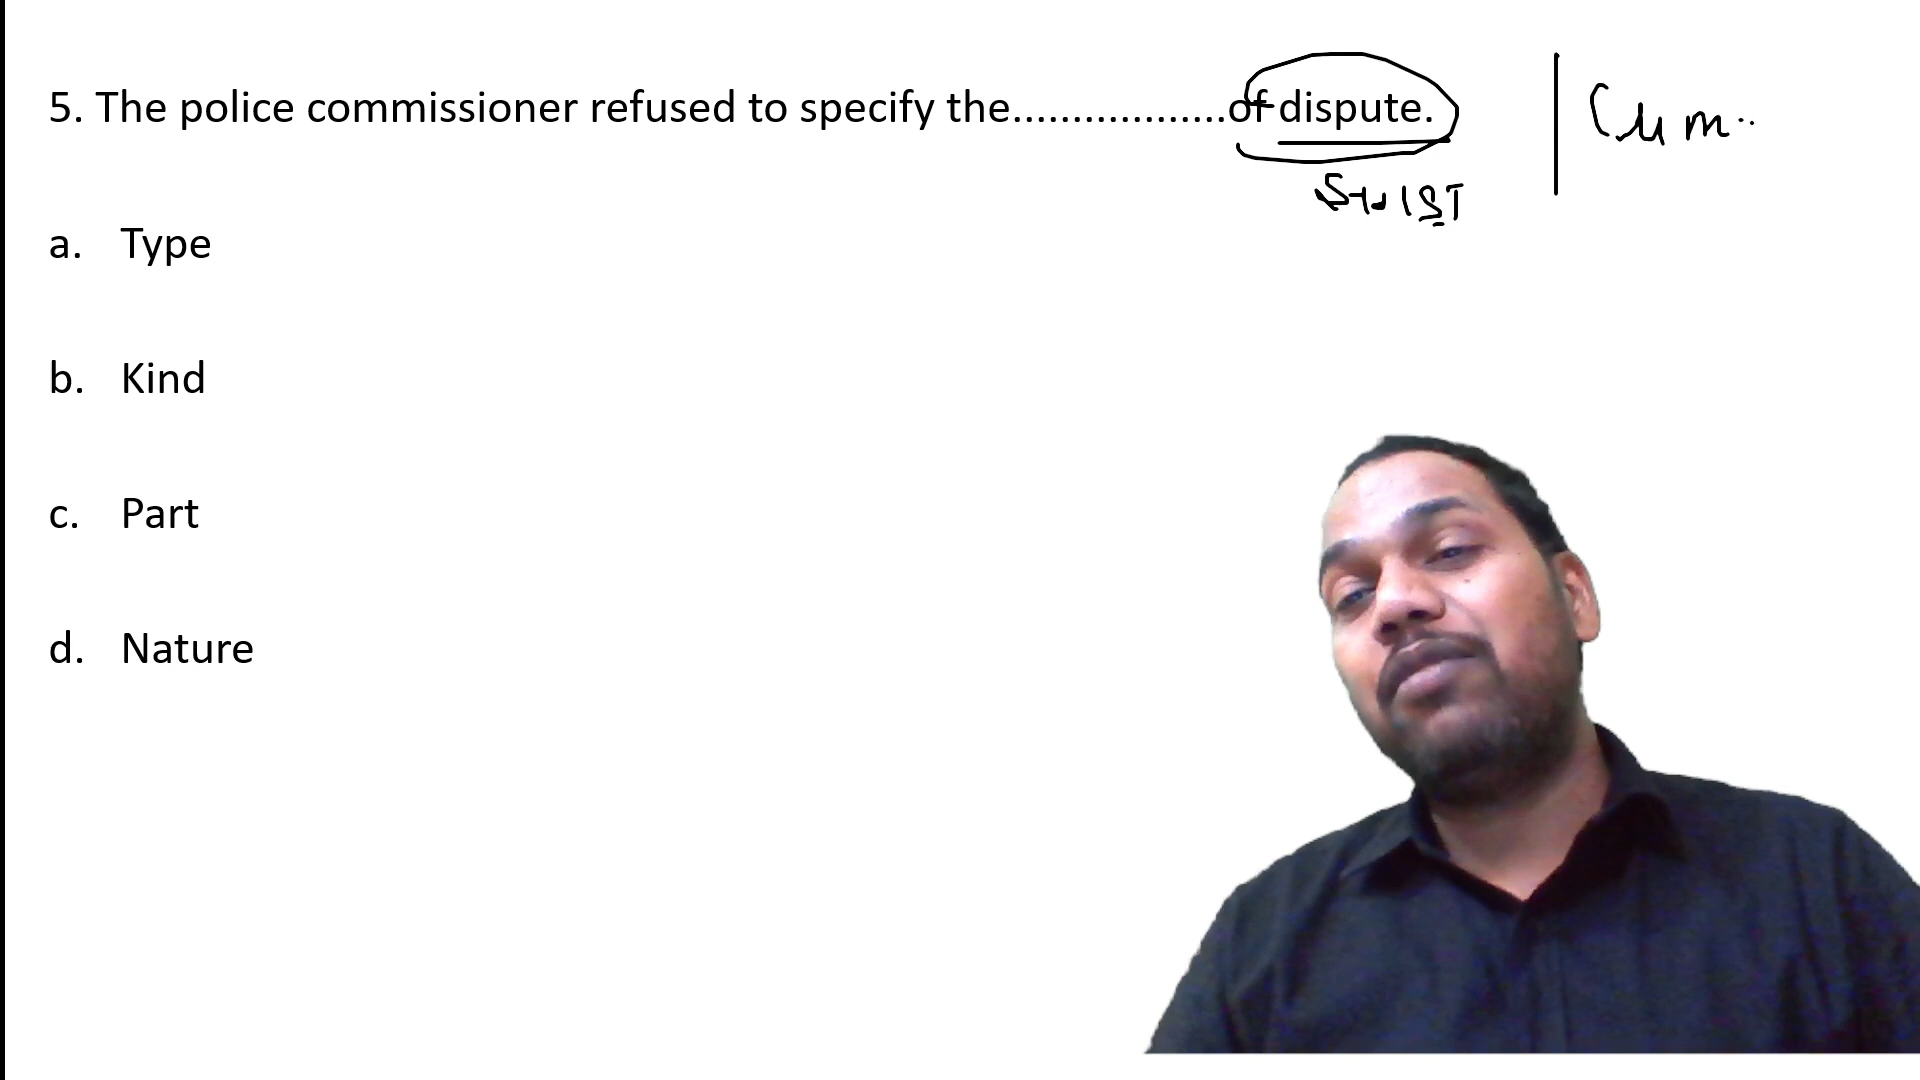 5. The police commissioner refused to specify the..................of dispute.
a. Type
b. Kind
c. Part
d. Nature